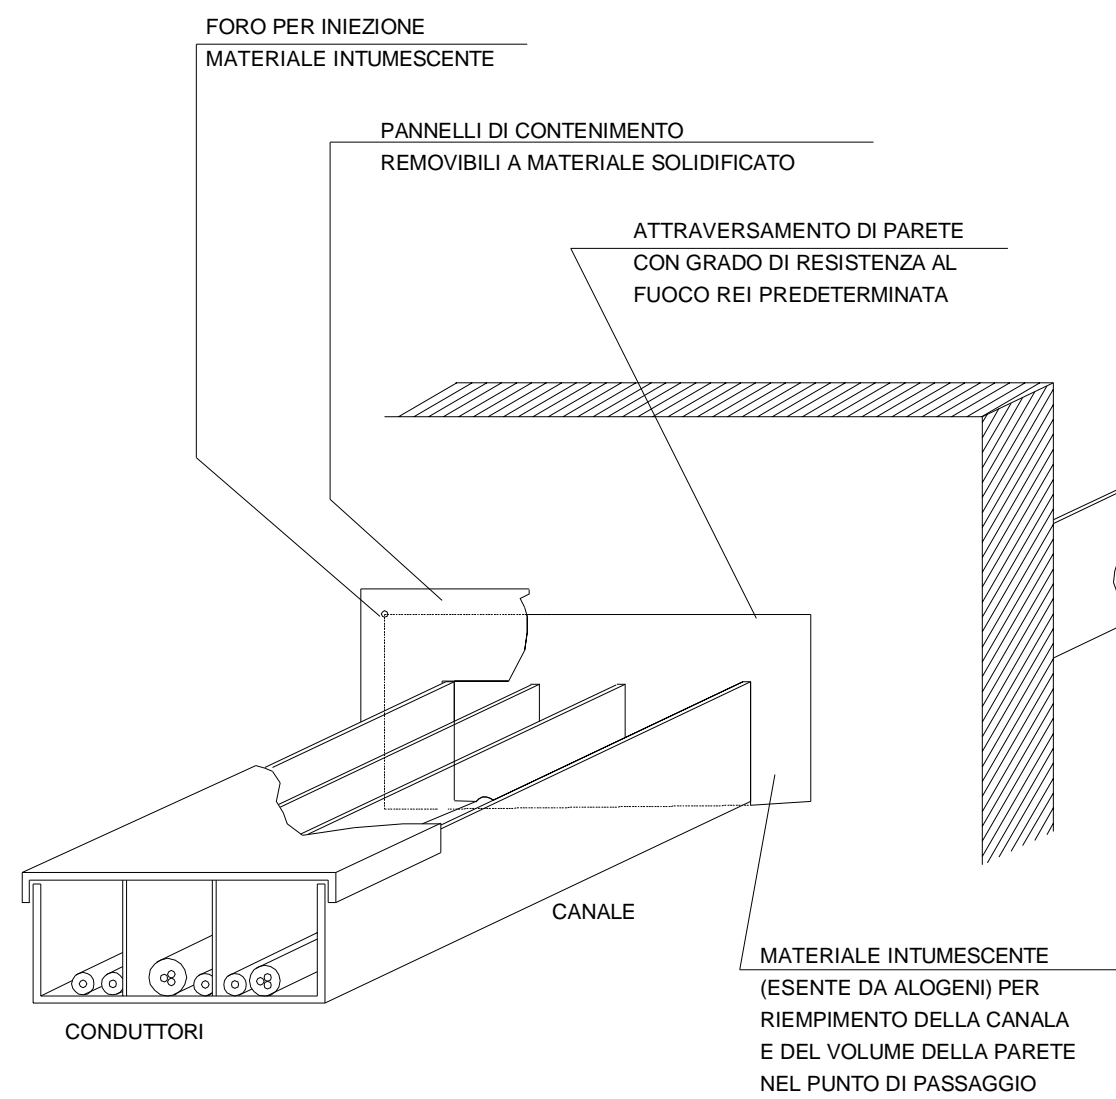 FORO PER INIEZIONE
MATERIALE INTUMESCENTE
PANNELLI DI CONTENIMENTO
REMOVIBILI A MATERIALE SOLIDIFICATO
ATTRAVERSAMENTO DI PARETE
CON GRADO DI RESISTENZA AL
FUOCO REI PREDETERMINATA
CANALE
MATERIALE INTUMESCENTE
(ESENTE DA ALOGENI) PER
RIEMPIMENTO DELLA CANALA
E DEL VOLUME DELLA PARETE
NEL PUNTO DI PASSAGGIO
CONDUTTORI